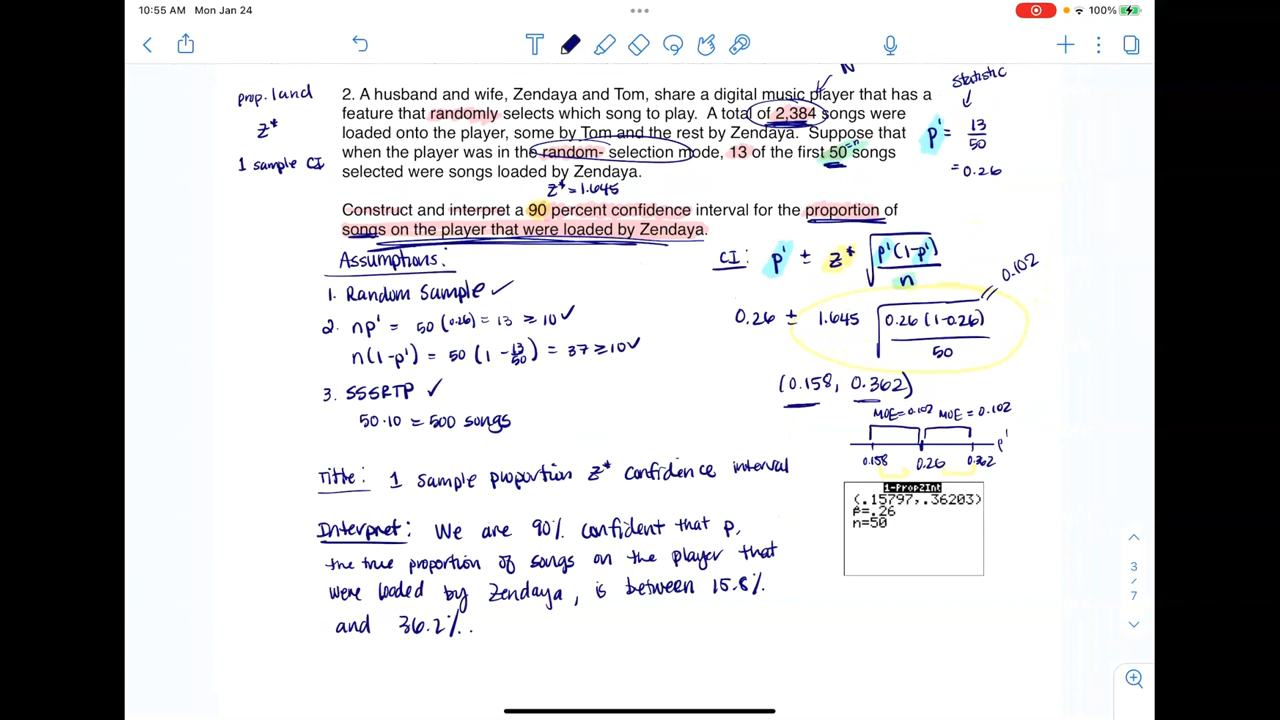 10:55 AM Mon Jan 24
100%
N
prop. land
z*
1 sample CI
2. A husband and wife, Zendaya and Tom, share a digital music player that has a
feature that randomly selects which song to play. A total of 2,384 songs were
loaded onto the player, some by Tom and the rest by Zendaya. Suppose that
when the player was in the random- selection mode, 13 of the first 50 =n songs
selected were songs loaded by Zendaya.
z* = 1.645
Construct and interpret a 90 percent confidence interval for the proportion of
songs on the player that were loaded by Zendaya.
Statistic
p' = 13/50
= 0.26
Assumptions:
1. Random Sample ✓
2. np' = 50 (0.26) = 13 ≥ 10 ✓
n(1-p') = 50 (1 - 13/50) = 37 ≥ 10 ✓
3. SSSRTP ✓
50·10 = 500 songs
CI: p' ± z* √(p'(1-p')/n)
0.102
0.26 ± 1.645 √(0.26 (1-0.26)/50)
(0.158, 0.362)
MOE = 0.102 MOE = 0.102
p'
0.158 0.26 0.362
Title: 1 sample proportion z* confidence interval
1-PropZInt
(.15797,.36203)
p̂=.26
n=50
Interpret: We are 90% confident that p,
the true proportion of songs on the player that
were loaded by Zendaya, is between 15.8%
and 36.2%.
3
/
7